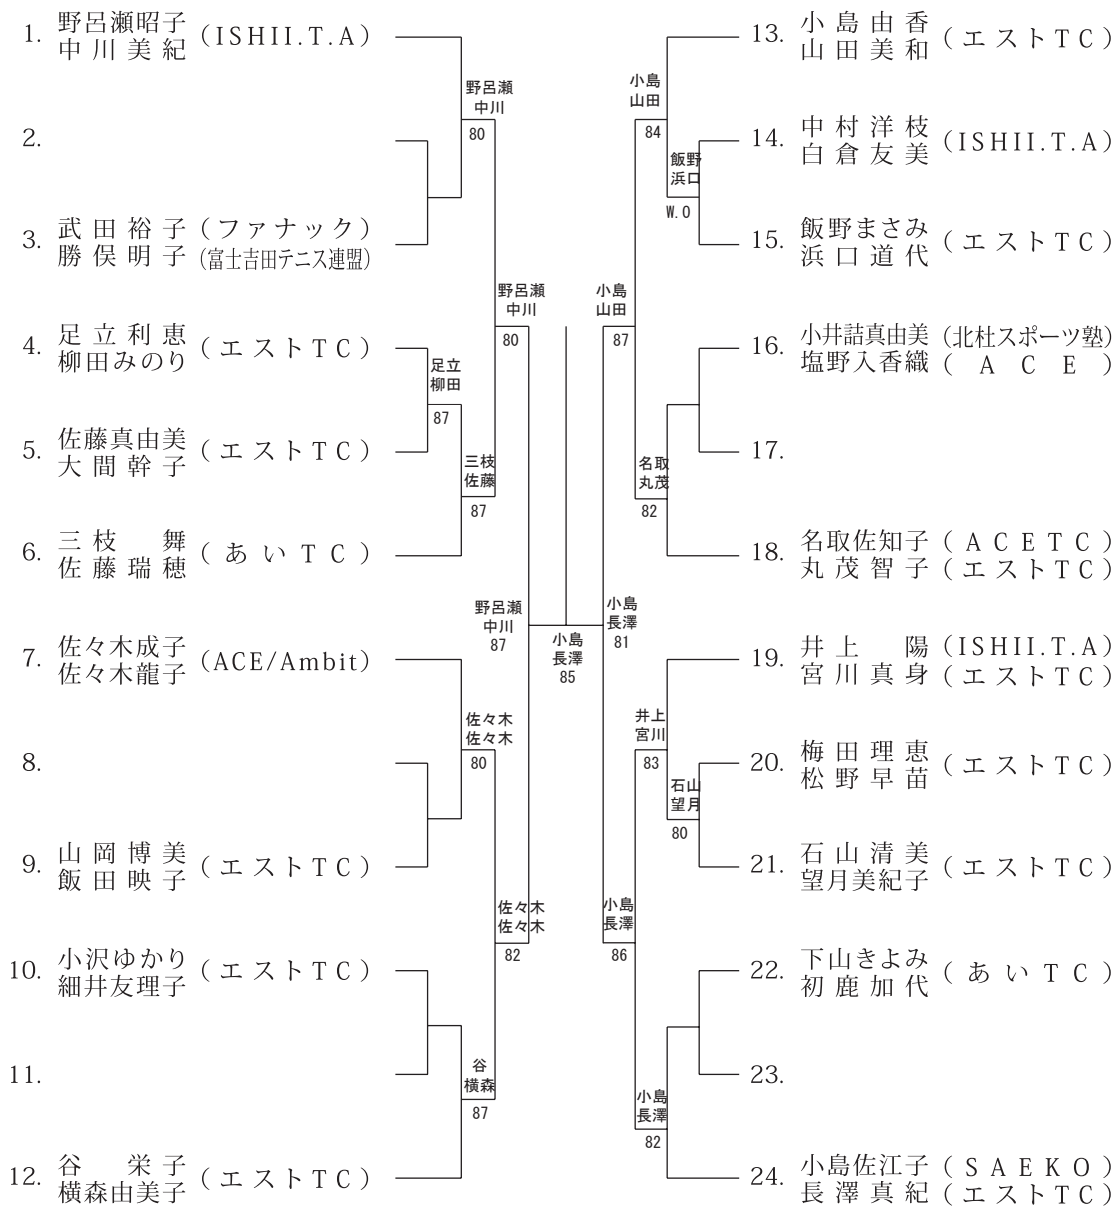 1. 野呂瀬昭子 (ISHII.T.A)
中川美紀
2.
3. 武田裕子 (ファナック)
勝俣明子 (富士吉田テニス連盟)
4. 足立利恵 (エストTC)
柳田みのり
5. 佐藤真由美 (エストTC)
大間幹子
6. 三枝 舞 (あいTC)
佐藤瑞穂
7. 佐々木成子 (ACE/Ambit)
佐々木龍子
8.
9. 山岡博美 (エストTC)
飯田映子
10. 小沢ゆかり (エストTC)
細井友理子
11.
12. 谷 栄子 (エストTC)
横森由美子
野呂瀬
中川
80
足立
柳田
87
三枝
佐藤
87
野呂瀬
中川
80
佐々木
佐々木
80
谷
横森
87
佐々木
佐々木
82
野呂瀬
中川
87
小島
長澤
85
小島
長澤
81
小島
山田
87
小島
山田
84
飯野
浜口
W.O
名取
丸茂
82
井上
宮川
83
石山
望月
80
小島
長澤
86
小島
長澤
82
13. 小島由香 (エストTC)
山田美和
14. 中村洋枝 (ISHII.T.A)
白倉友美
15. 飯野まさみ (エストTC)
浜口道代
16. 小井詰真由美 (北杜スポーツ塾)
塩野入香織 (ACE)
17.
18. 名取佐知子 (ACETC)
丸茂智子 (エストTC)
19. 井上 陽 (ISHII.T.A)
宮川真身 (エストTC)
20. 梅田理恵 (エストTC)
松野早苗
21. 石山清美 (エストTC)
望月美紀子
22. 下山きよみ (あいTC)
初鹿加代
23.
24. 小島佐江子 (SAEKO)
長澤真紀 (エストTC)